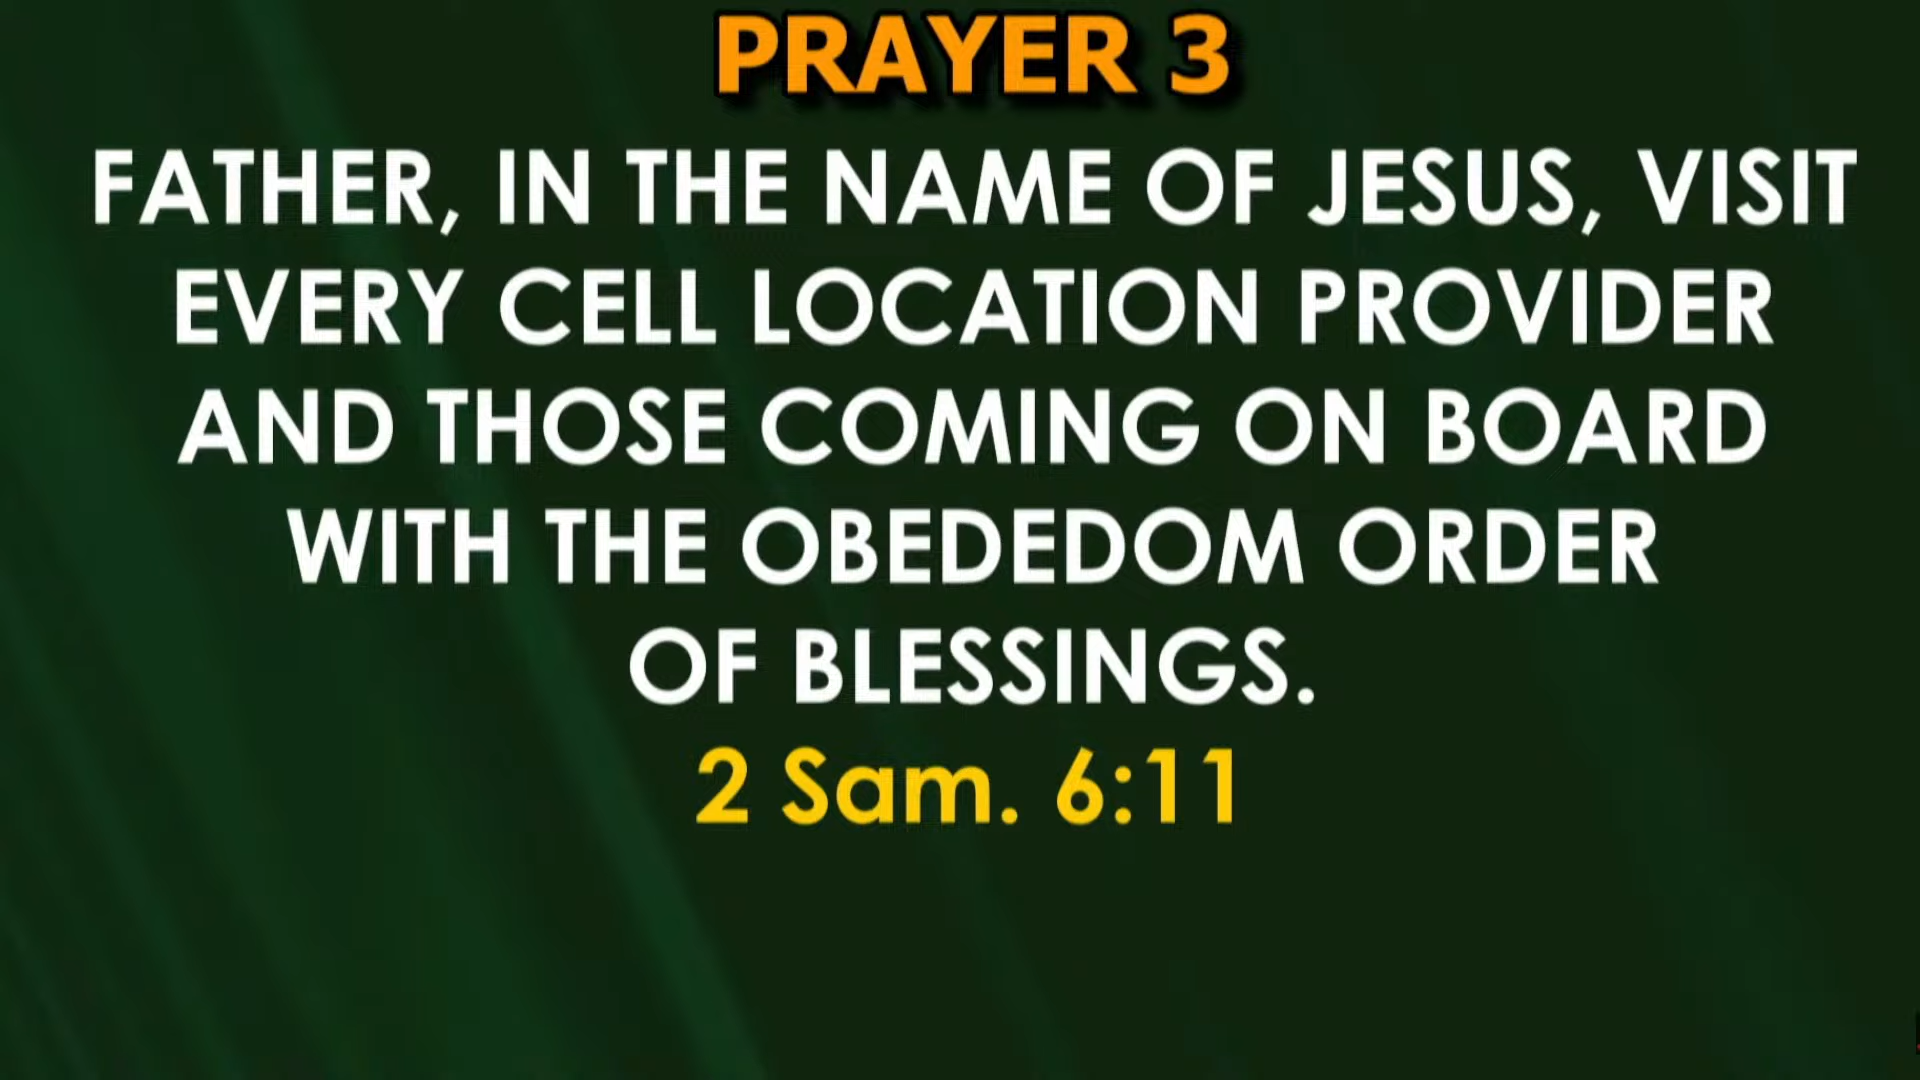 PRAYER 3
FATHER, IN THE NAME OF JESUS, VISIT
EVERY CELL LOCATION PROVIDER
AND THOSE COMING ON BOARD
WITH THE OBEDEDOM ORDER
OF BLESSINGS.
2 Sam. 6:11